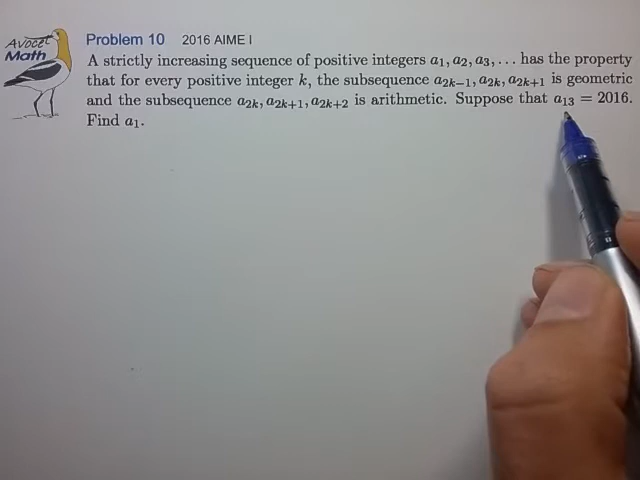 Avocet
Math
Problem 10 2016 AIME I
A strictly increasing sequence of positive integers a₁, a₂, a₃, … has the property
that for every positive integer k, the subsequence a₂ₖ₋₁, a₂ₖ, a₂ₖ₊₁ is geometric
and the subsequence a₂ₖ, a₂ₖ₊₁, a₂ₖ₊₂ is arithmetic. Suppose that a₁₃ = 2016.
Find a₁.